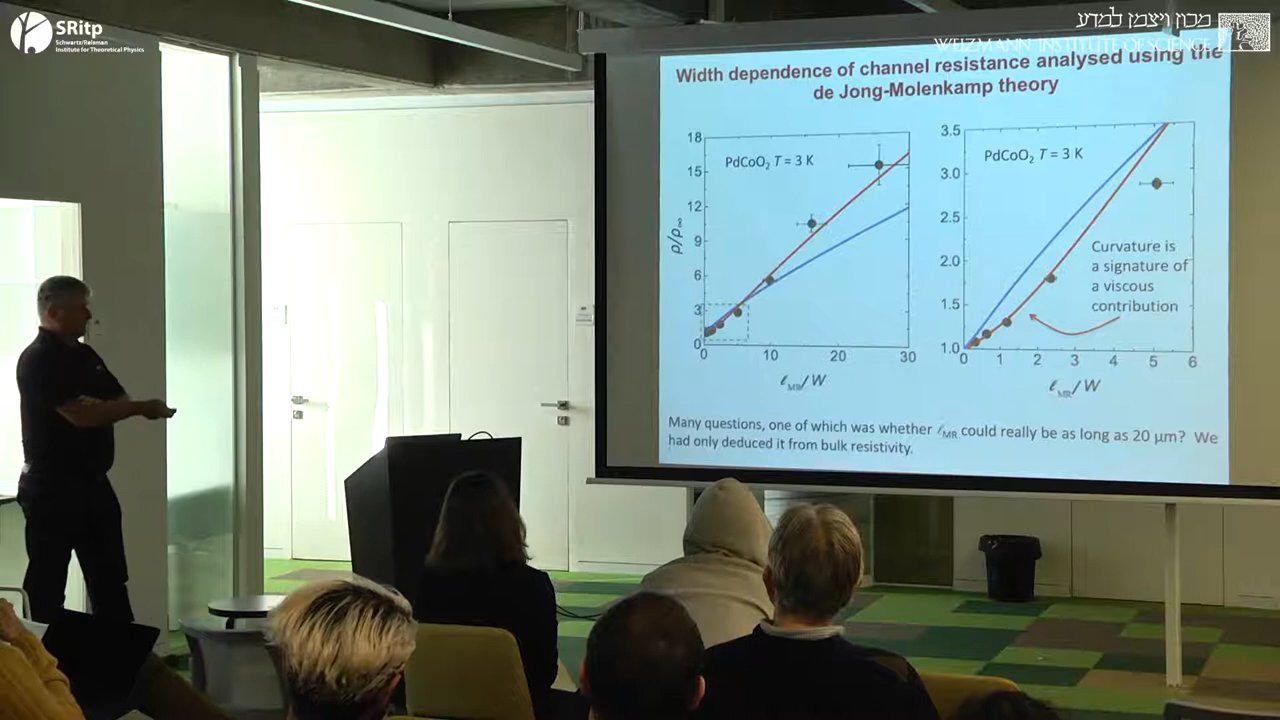 SRitp
Schwartz/Reisman
Institute for Theoretical Physics
מכון ויצמן למדע
WEIZMANN INSTITUTE OF SCIENCE
Width dependence of channel resistance analysed using the
de Jong-Molenkamp theory
18
15
12
9
6
3
0
ρ/ρ∞
PdCoO₂ T = 3 K
0 10 20 30
ℓMR/W
3.5
3.0
2.5
2.0
1.5
1.0
PdCoO₂ T = 3 K
Curvature is
a signature of
a viscous
contribution
0 1 2 3 4 5 6
ℓMR/W
Many questions, one of which was whether ℓMR could really be as long as 20 μm? We
had only deduced it from bulk resistivity.